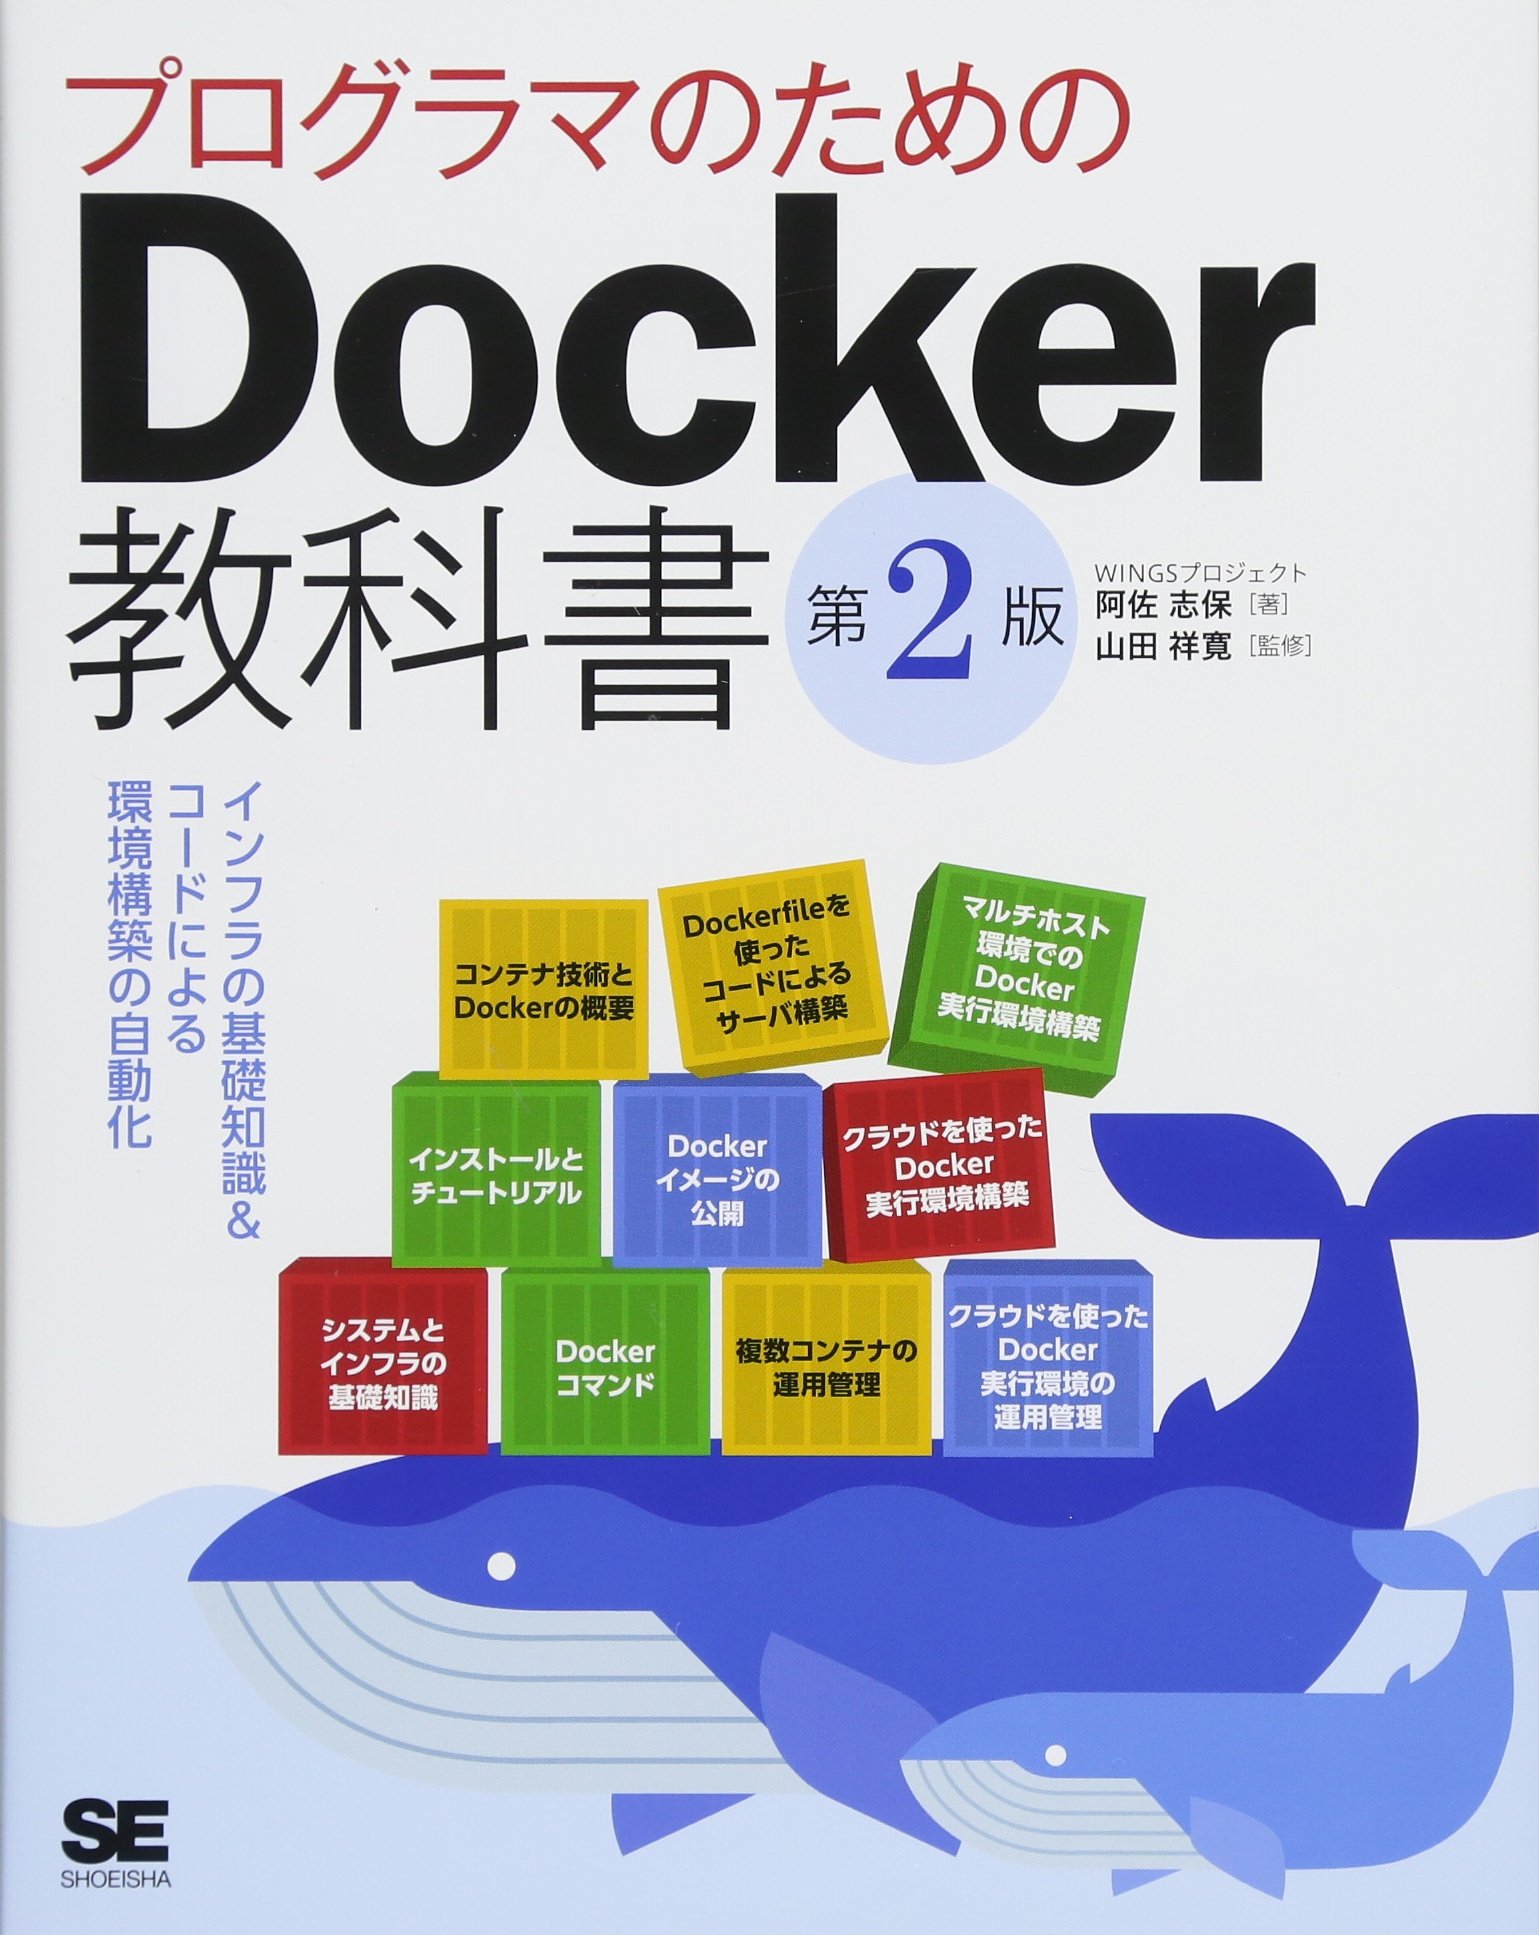 プログラマのための
Docker
教科書
第2版
WINGSプロジェクト
阿佐 志保 [著]
山田 祥寛 [監修]
インフラの基礎知識&
コードによる
環境構築の自動化
コンテナ技術と
Dockerの概要
Dockerfileを
使った
コードによる
サーバ構築
マルチホスト
環境での
Docker
実行環境構築
インストールと
チュートリアル
Docker
イメージの
公開
クラウドを使った
Docker
実行環境構築
システムと
インフラの
基礎知識
Docker
コマンド
複数コンテナの
運用管理
クラウドを使った
Docker
実行環境の
運用管理
SE
SHOEISHA